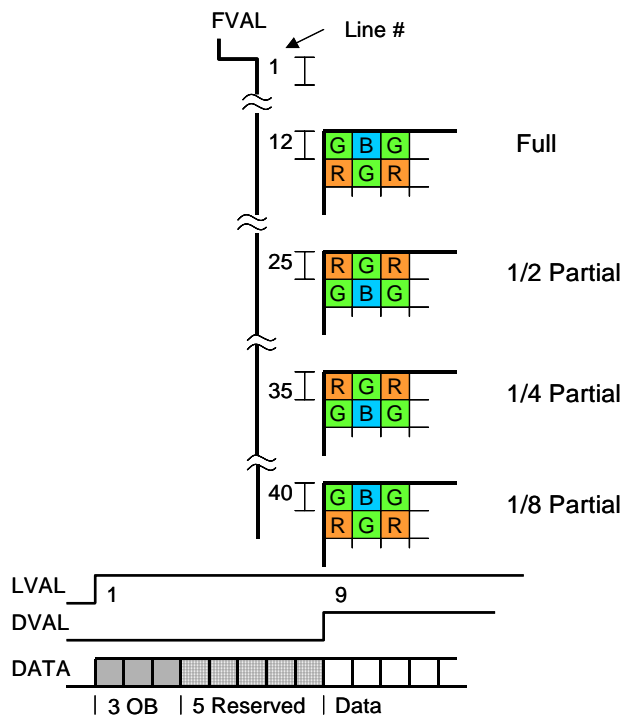 FVAL
Line #
1
12
G B G
Full
R G R
25
R G R
1/2 Partial
G B G
35
R G R
1/4 Partial
G B G
40
G B G
1/8 Partial
R G R
LVAL
1
9
DVAL
DATA
3 OB
5 Reserved
Data